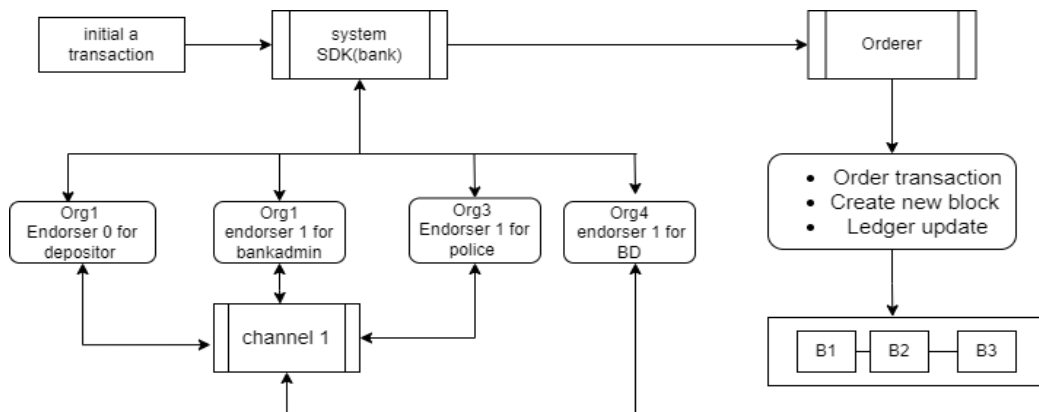 initial a
transaction
system
SDK(bank)
Orderer
Org1
Endorser 0 for
depositor
Org1
endorser 1 for
bankadmin
Org3
Endorser 1 for
police
Org4
endorser 1 for
BD
• Order transaction
• Create new block
• Ledger update
channel 1
B1
B2
B3